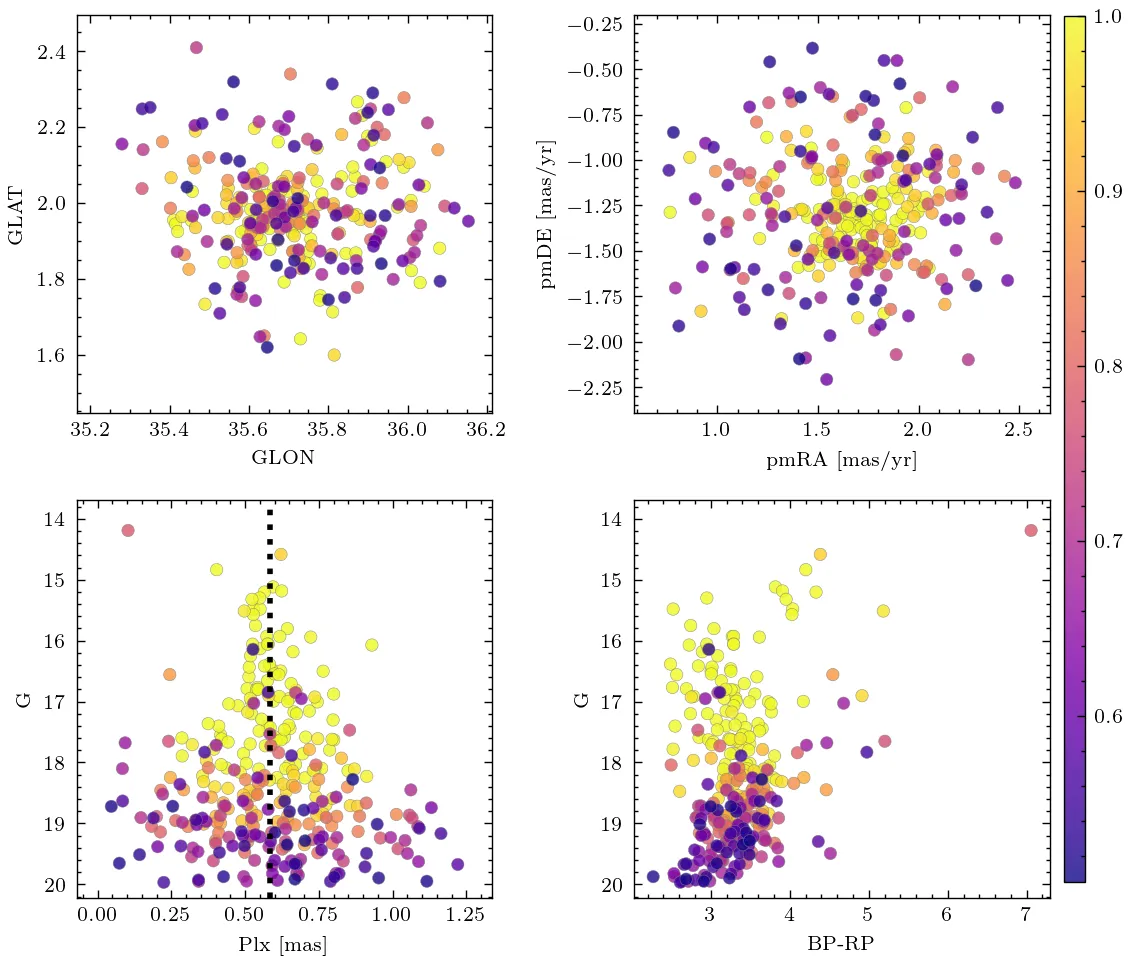 2.4
2.2
2.0
1.8
1.6
GLAT
35.2 35.4 35.6 35.8 36.0 36.2
GLON
−0.25
−0.50
−0.75
−1.00
−1.25
−1.50
−1.75
−2.00
−2.25
pmDE [mas/yr]
1.0 1.5 2.0 2.5
pmRA [mas/yr]
1.0
0.9
0.8
0.7
0.6
14
15
16
17
18
19
20
G
0.00 0.25 0.50 0.75 1.00 1.25
Plx [mas]
14
15
16
17
18
19
20
G
3 4 5 6 7
BP-RP